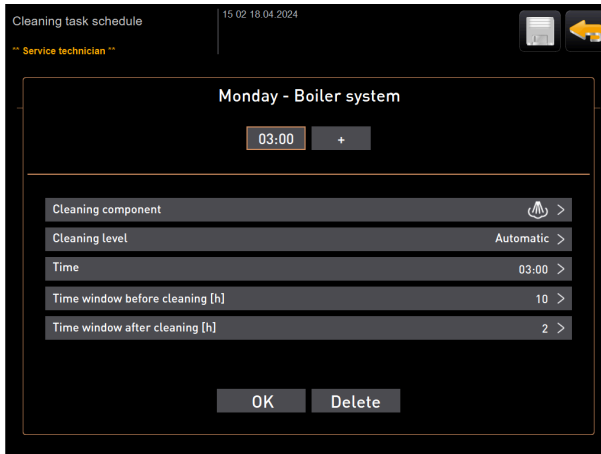 Cleaning task schedule
15 02 18.04.2024
** Service technician **
Monday - Boiler system
03:00 +
Cleaning component >
Cleaning level Automatic >
Time 03:00 >
Time window before cleaning [h] 10 >
Time window after cleaning [h] 2 >
OK Delete